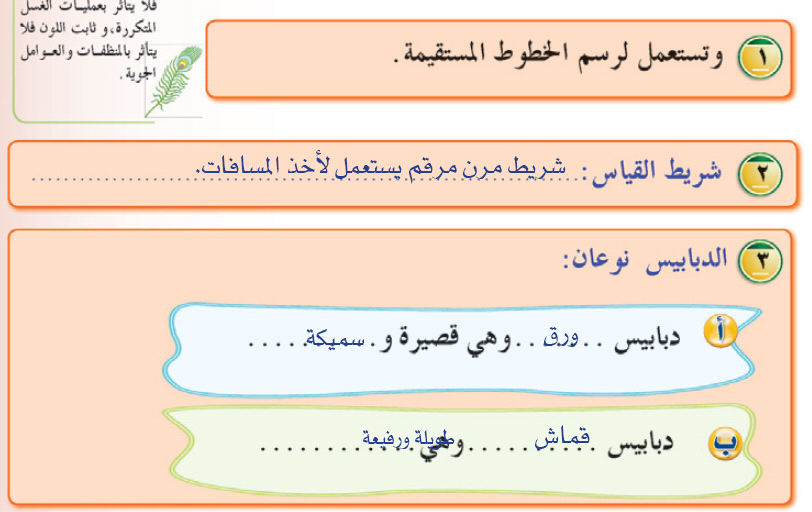 فلا يتأثر بعمليات الغسل
المتكررة، و ثابت اللون فلا
يتأثر بالمنظفات والعوامل
الجوية.
١ وتستعمل لرسم الخطوط المستقيمة.
٢ شريط القياس: شريط مرن مرقم يستعمل لأخذ المسافات.
٣ الدبابيس نوعان:
أ دبابيس ..ورق.. وهي قصيرة و.سميكة.....
ب دبابيس قماش وهي طويلة ورفيعة